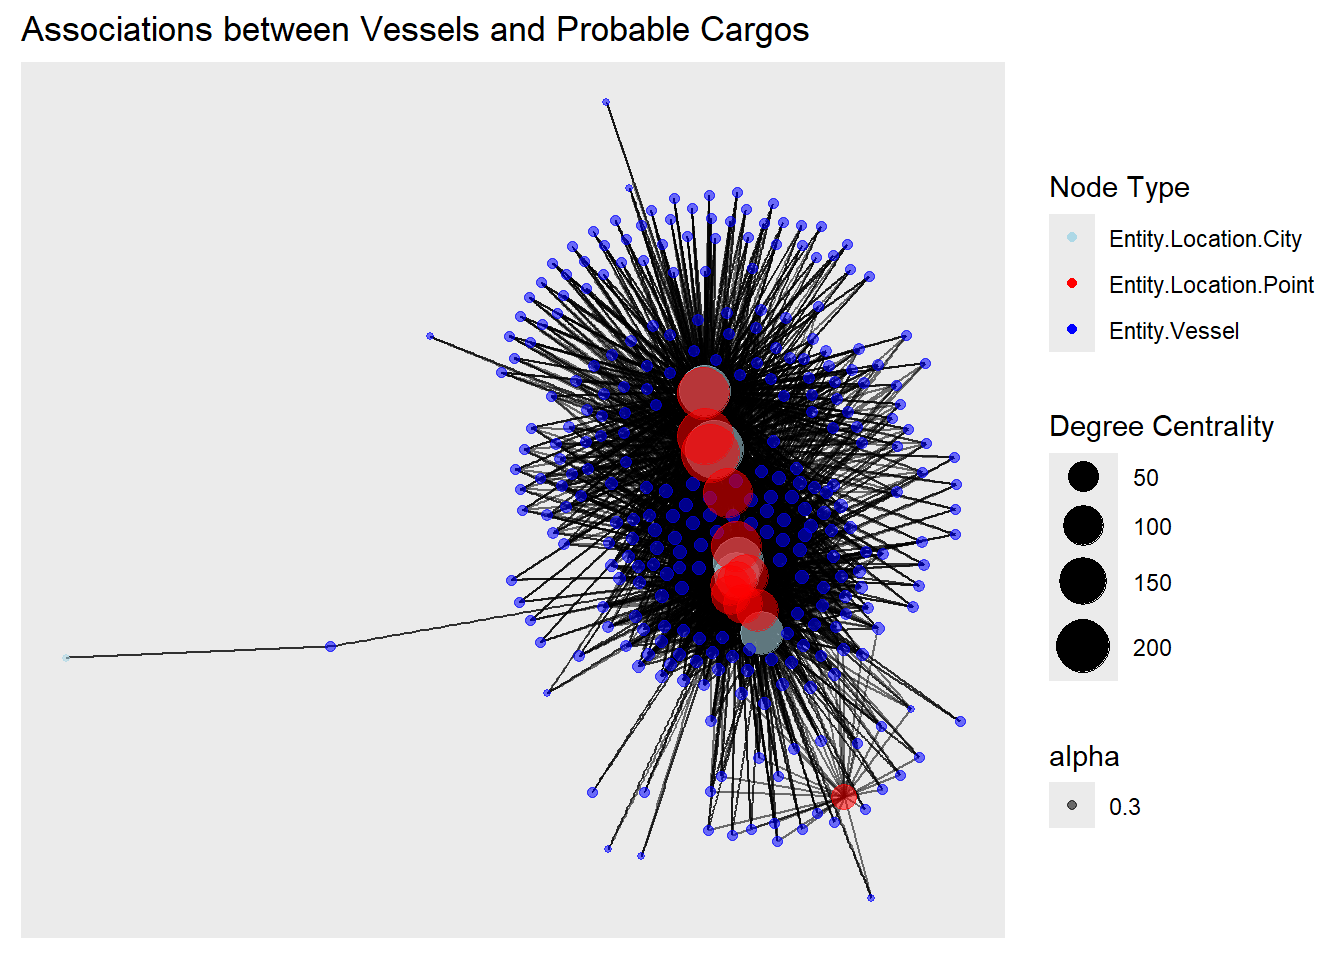 Associations between Vessels and Probable Cargos
Node Type
Entity.Location.City
Entity.Location.Point
Entity.Vessel
Degree Centrality
50
100
150
200
alpha
0.3